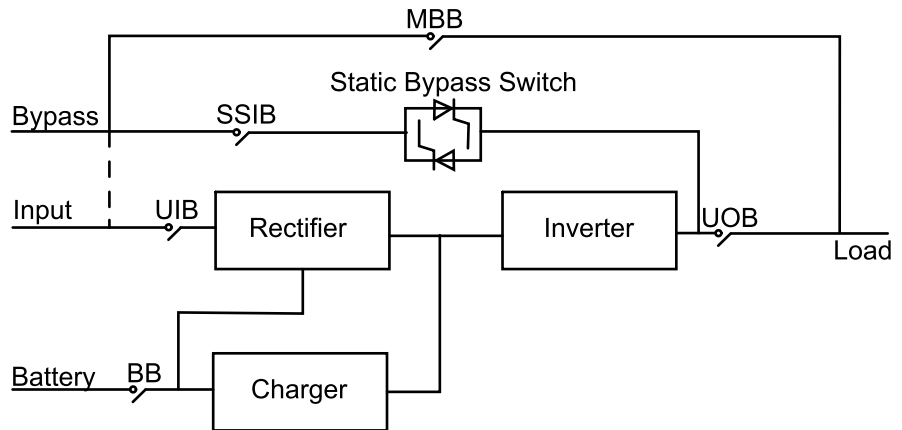 MBB
Static Bypass Switch
Bypass
SSIB
Input
UIB
Rectifier
Inverter
UOB
Load
Battery
BB
Charger